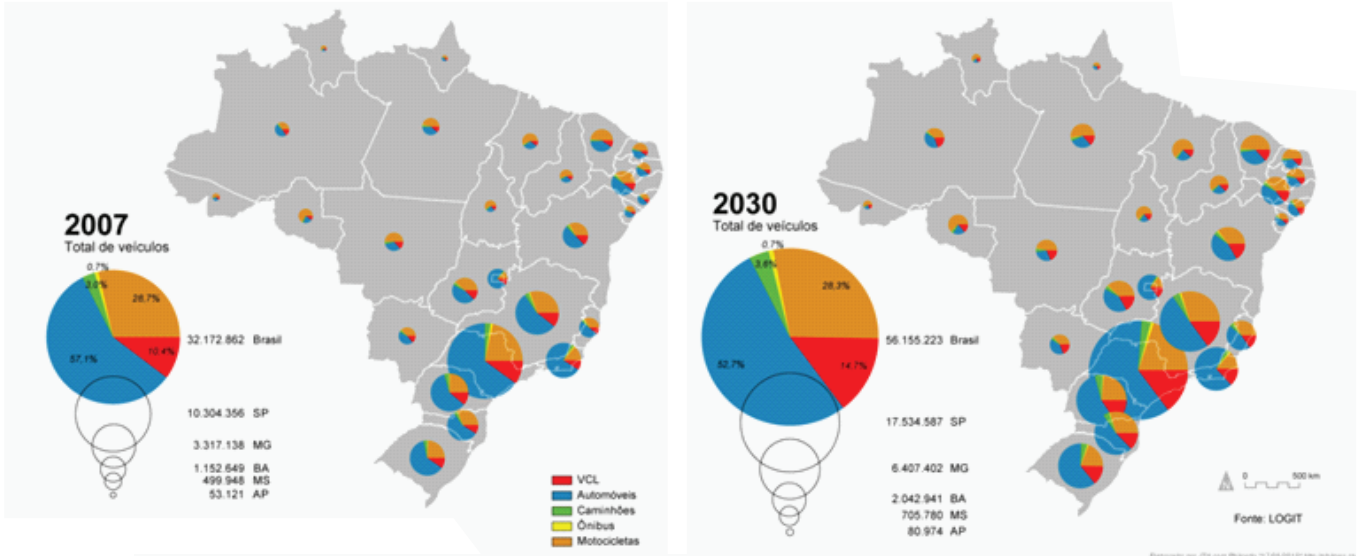 2007
Total de veículos
0,7%
3,0%
28,7%
57,1%
10,4%
32.172.862 Brasil
10.304.356 SP
3.317.138 MG
1.152.649 BA
499.948 MS
53.121 AP
VCL
Automóveis
Caminhões
Ônibus
Motocicletas
2030
Total de veículos
0,7%
3,6%
28,3%
52,7%
14,7%
56.155.223 Brasil
17.534.587 SP
6.407.402 MG
2.042.941 BA
705.780 MS
80.974 AP
0 500 km
Fonte: LOGIT